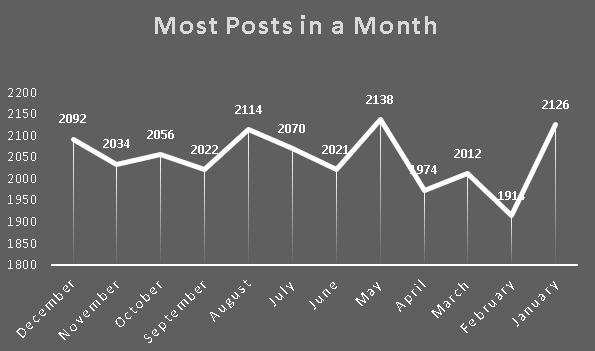 Most Posts in a Month
2200
2150
2100
2050
2000
1950
1900
1850
1800
2092
2034
2056
2022
2114
2070
2021
2138
1974
2012
1914
2126
December
November
October
September
August
July
June
May
April
March
February
January